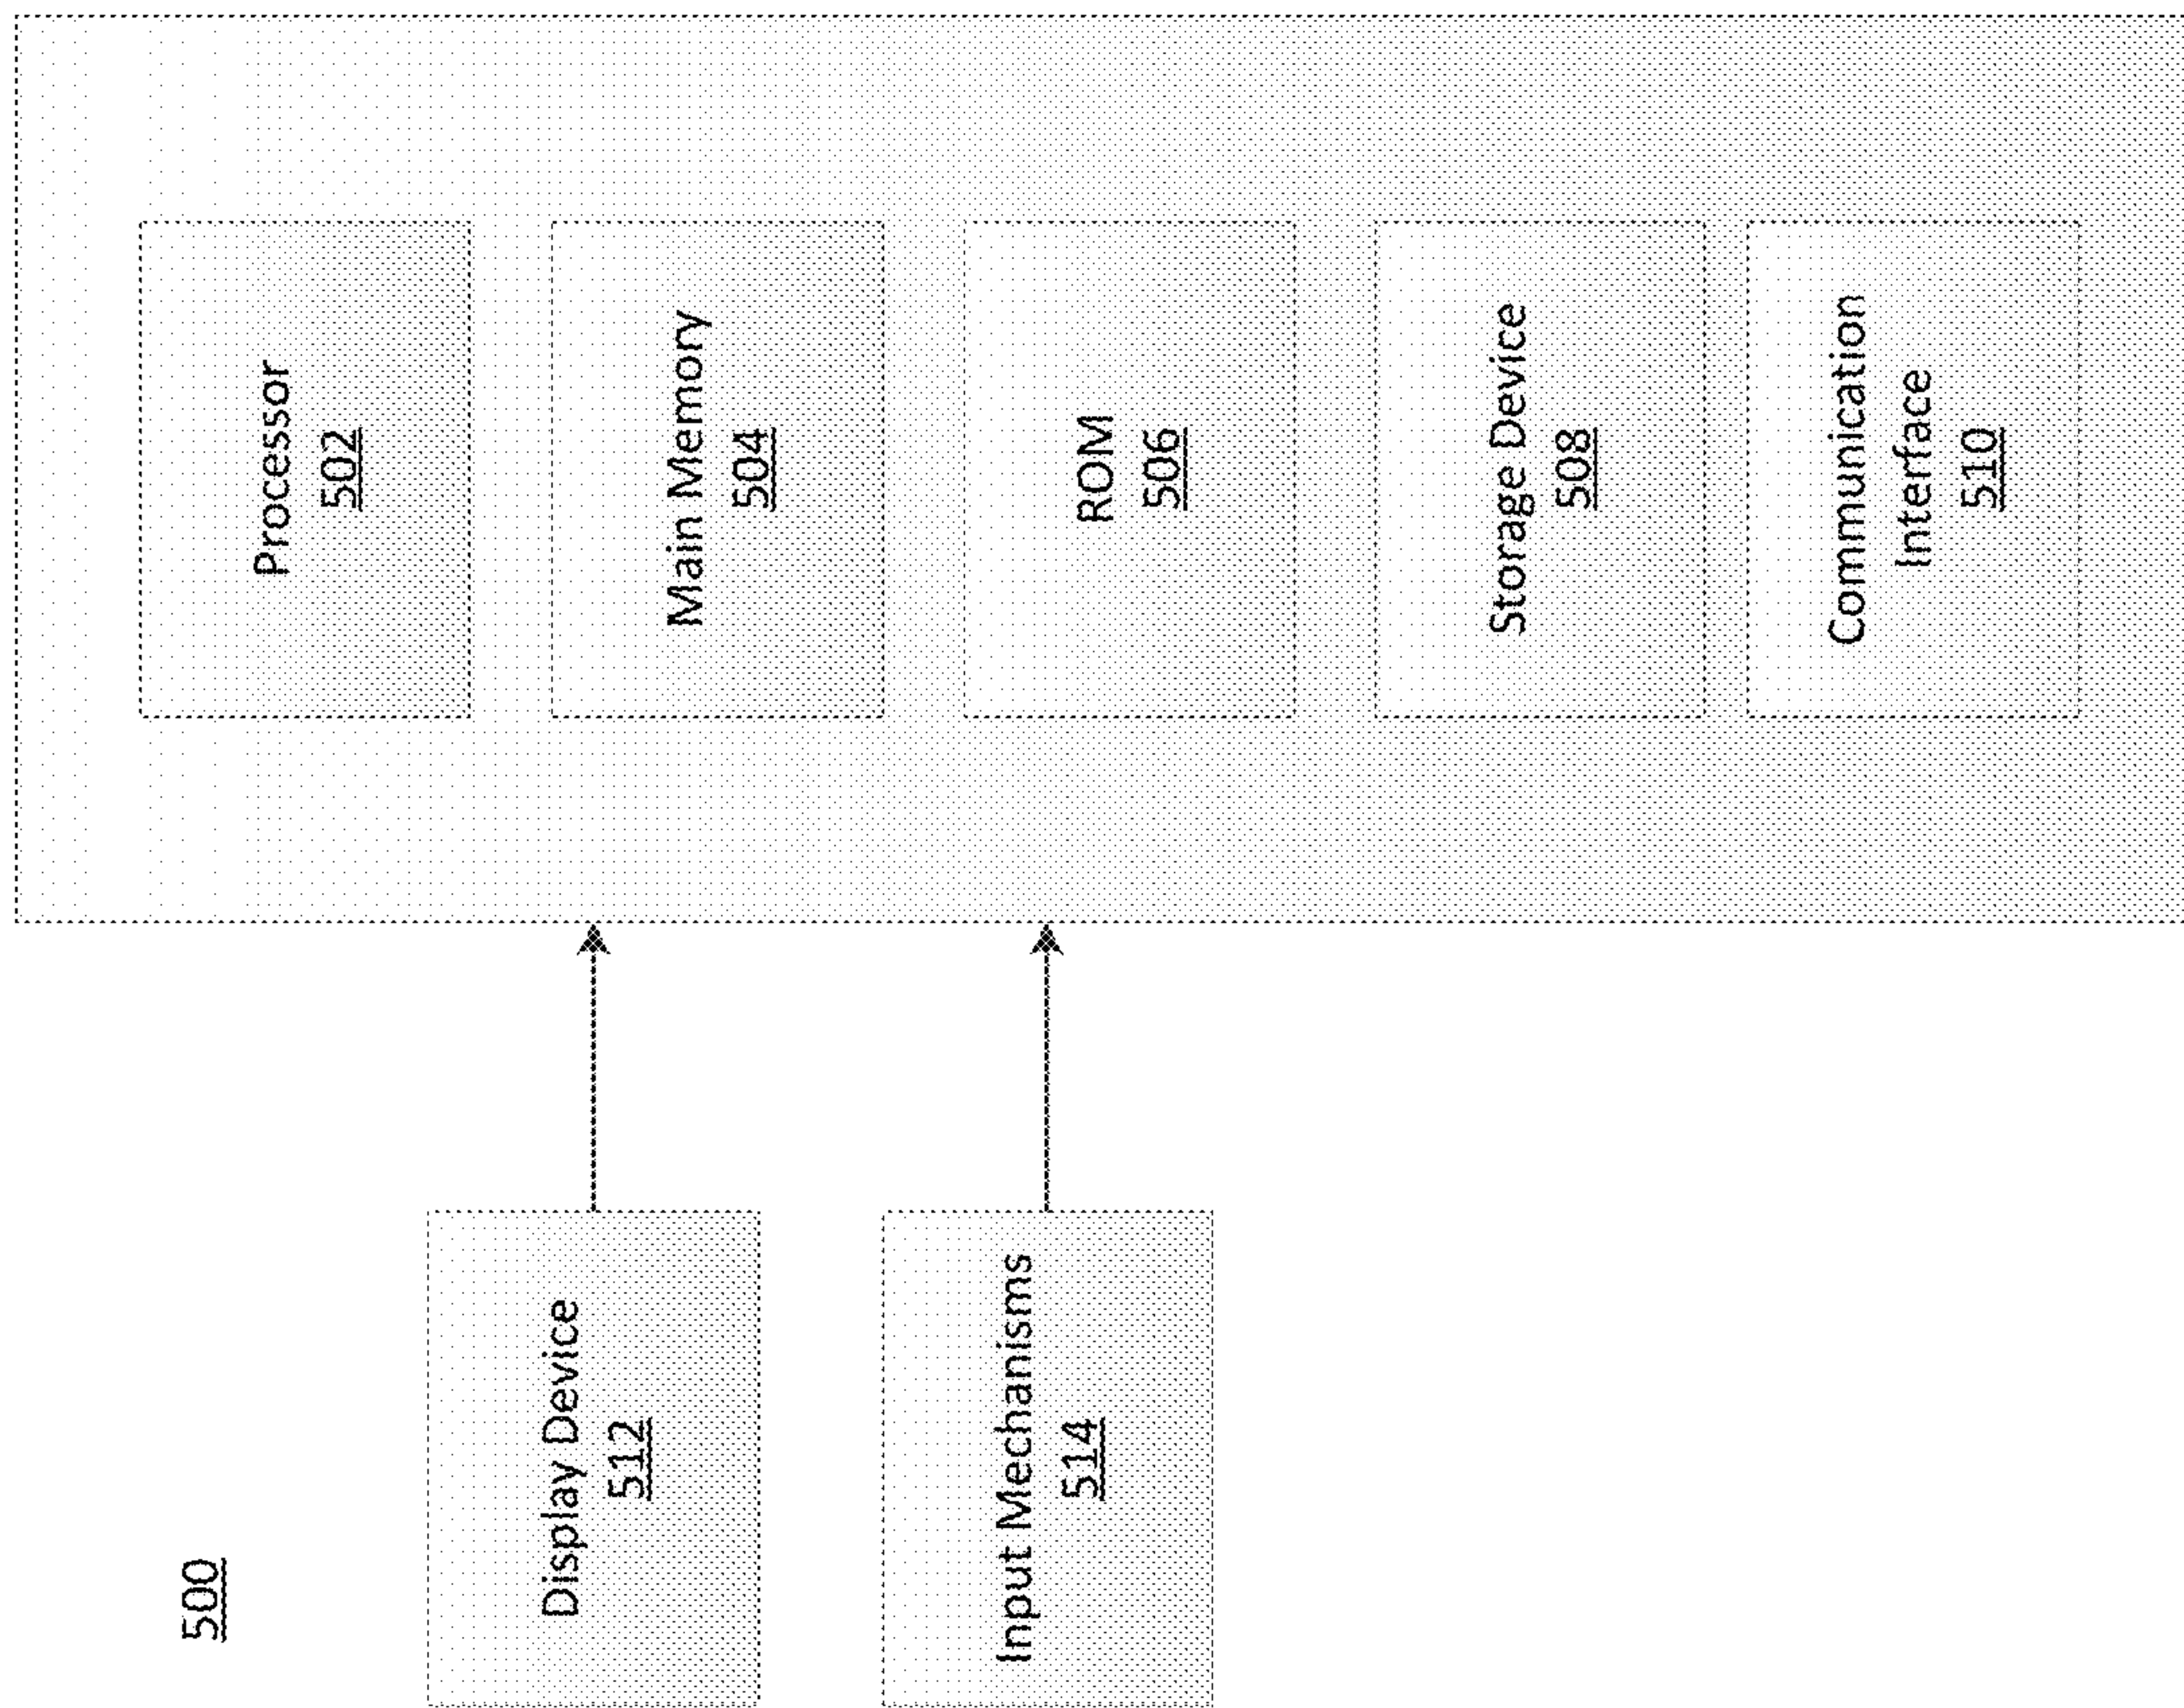 500
Display Device
512
Input Mechanisms
514
Processor
502
Main Memory
504
ROM
506
Storage Device
508
Communication
Interface
510